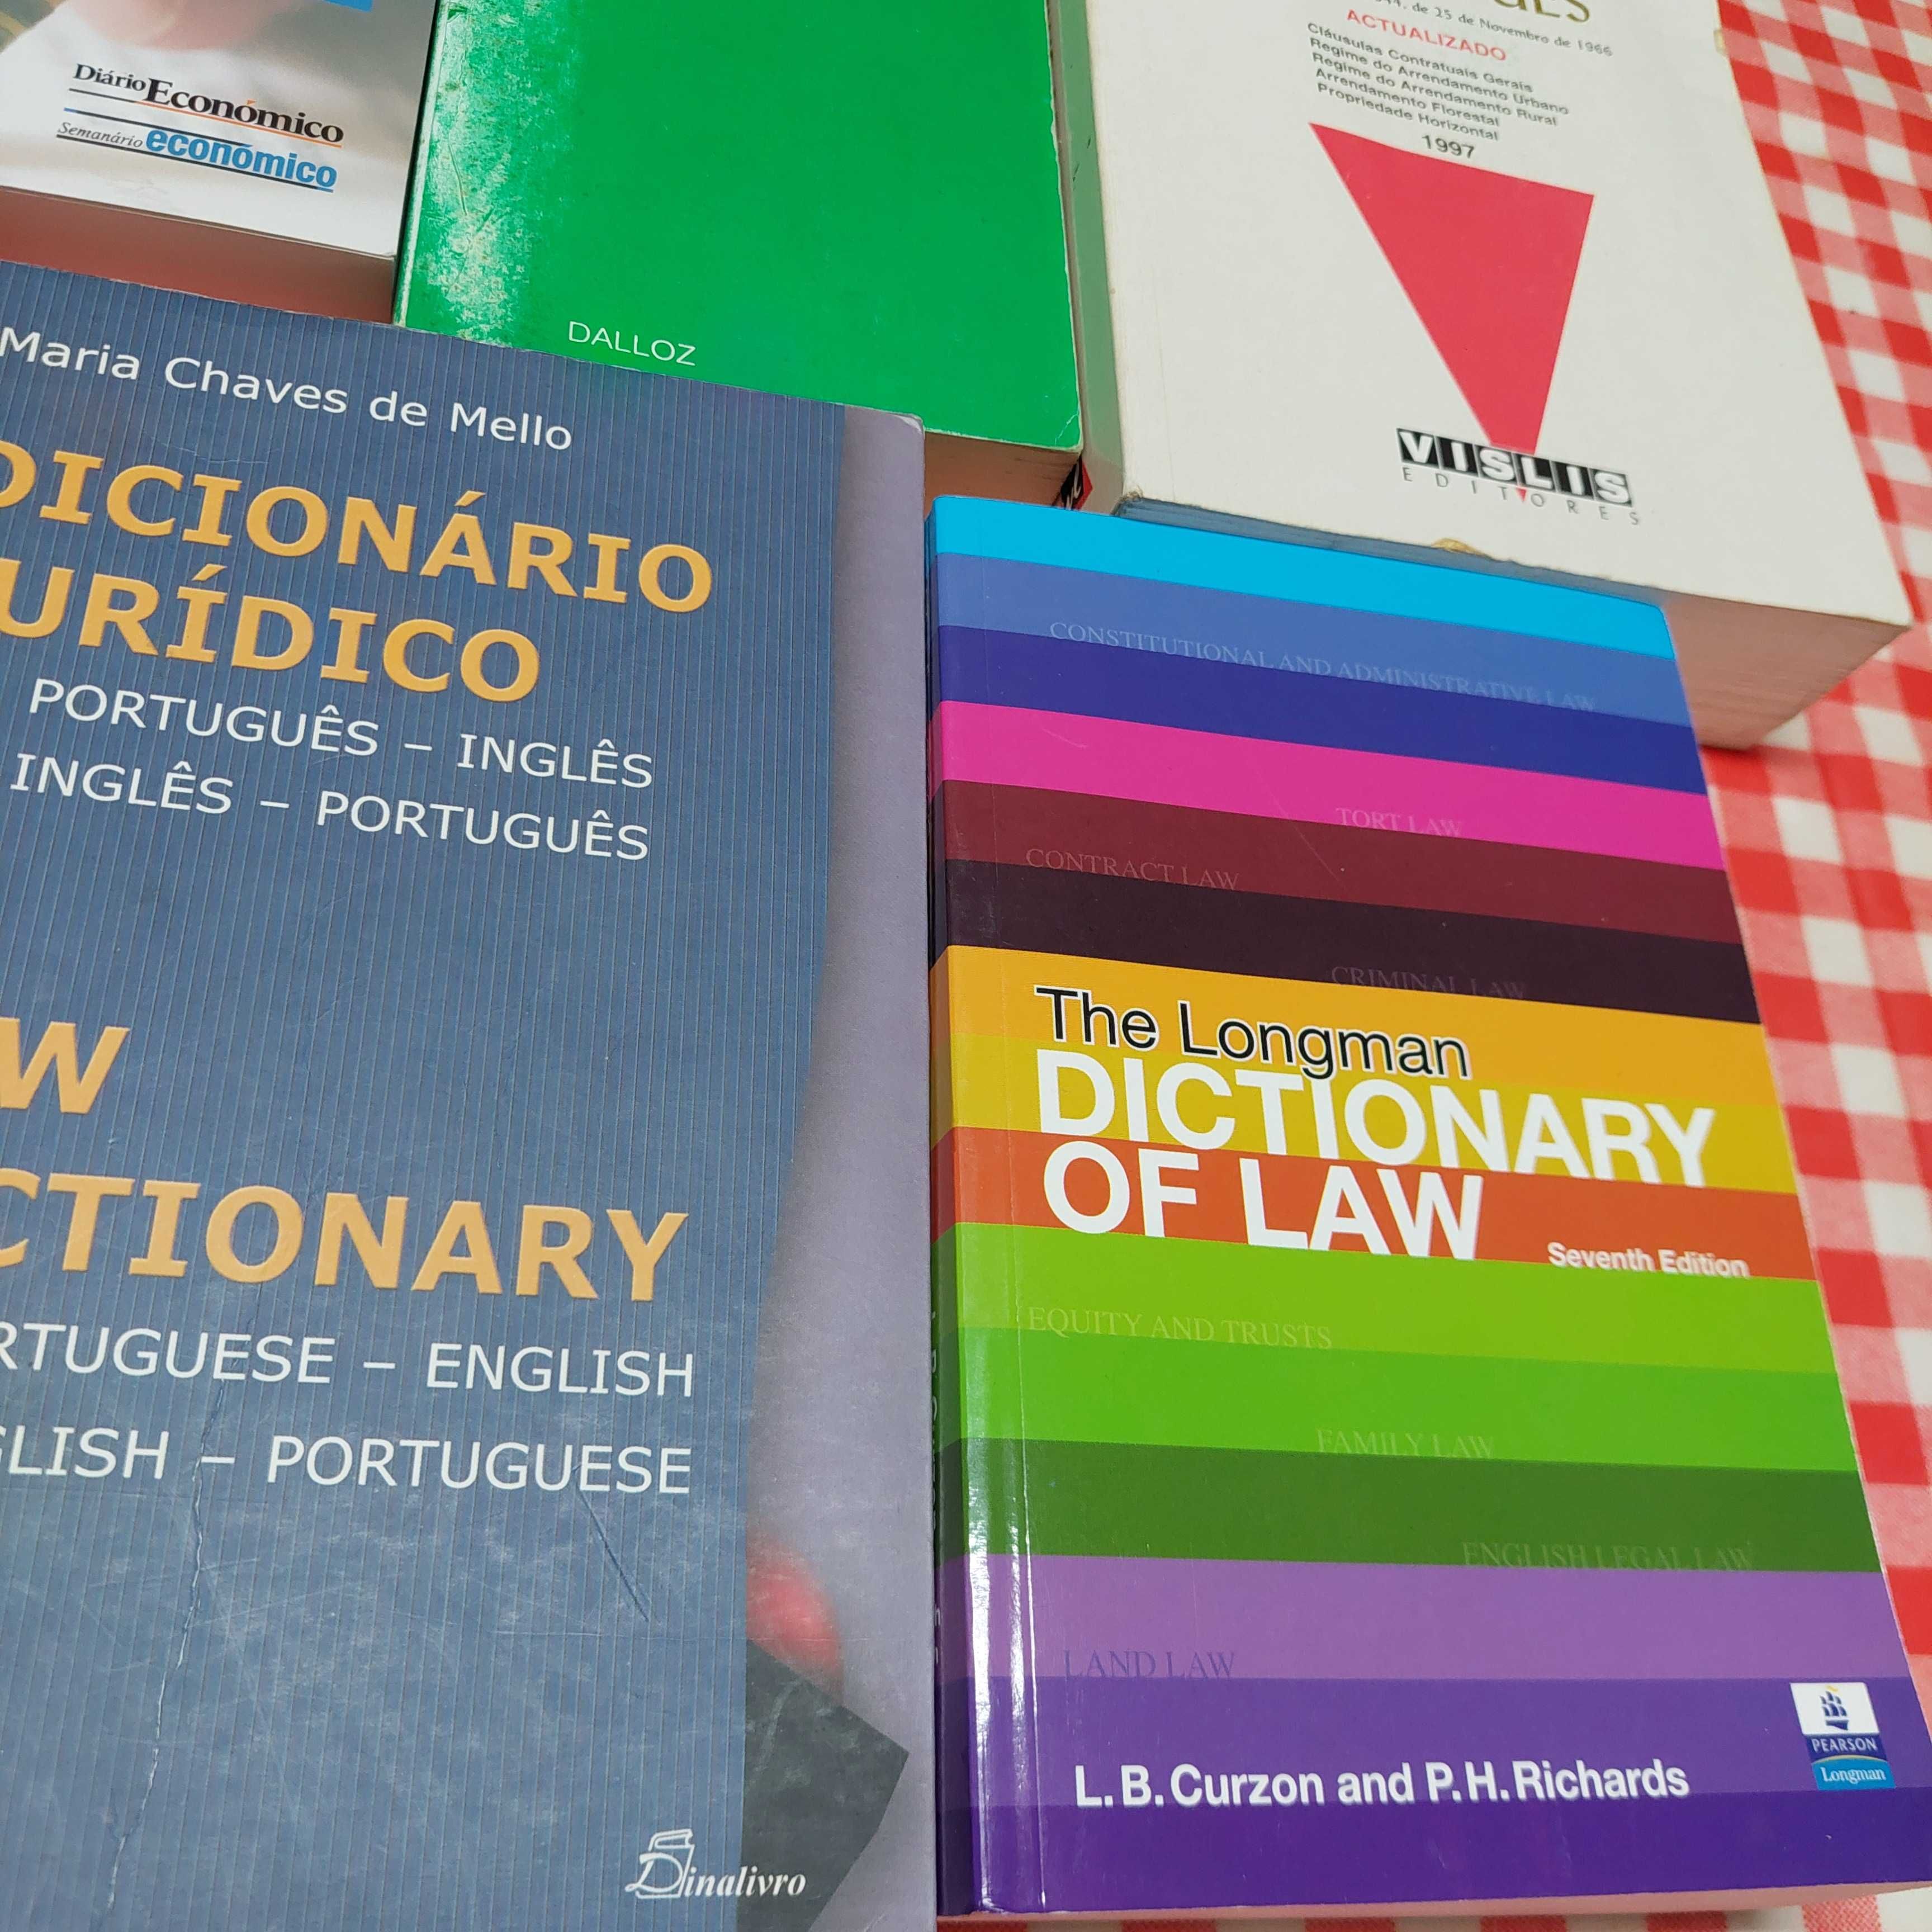 Diário Económico
Semanário económico
DALLOZ
de 25 de Novembro de 1966
ACTUALIZADO
Cláusulas Contratuais Gerais
Regime do Arrendamento Urbano
Regime do Arrendamento Rural
Arrendamento Florestal
Propriedade Horizontal
1997
VISLIS
EDITORES
Maria Chaves de Mello
DICIONÁRIO
URÍDICO
PORTUGUÊS – INGLÊS
INGLÊS – PORTUGUÊS
W
CTIONARY
RTUGUESE – ENGLISH
GLISH – PORTUGUESE
Dinalivro
CONSTITUTIONAL AND ADMINISTRATIVE LAW
TORT LAW
CONTRACT LAW
CRIMINAL LAW
The Longman
DICTIONARY
OF LAW
Seventh Edition
EQUITY AND TRUSTS
FAMILY LAW
ENGLISH LEGAL LAW
LAND LAW
L.B. Curzon and P.H. Richards
PEARSON
Longman